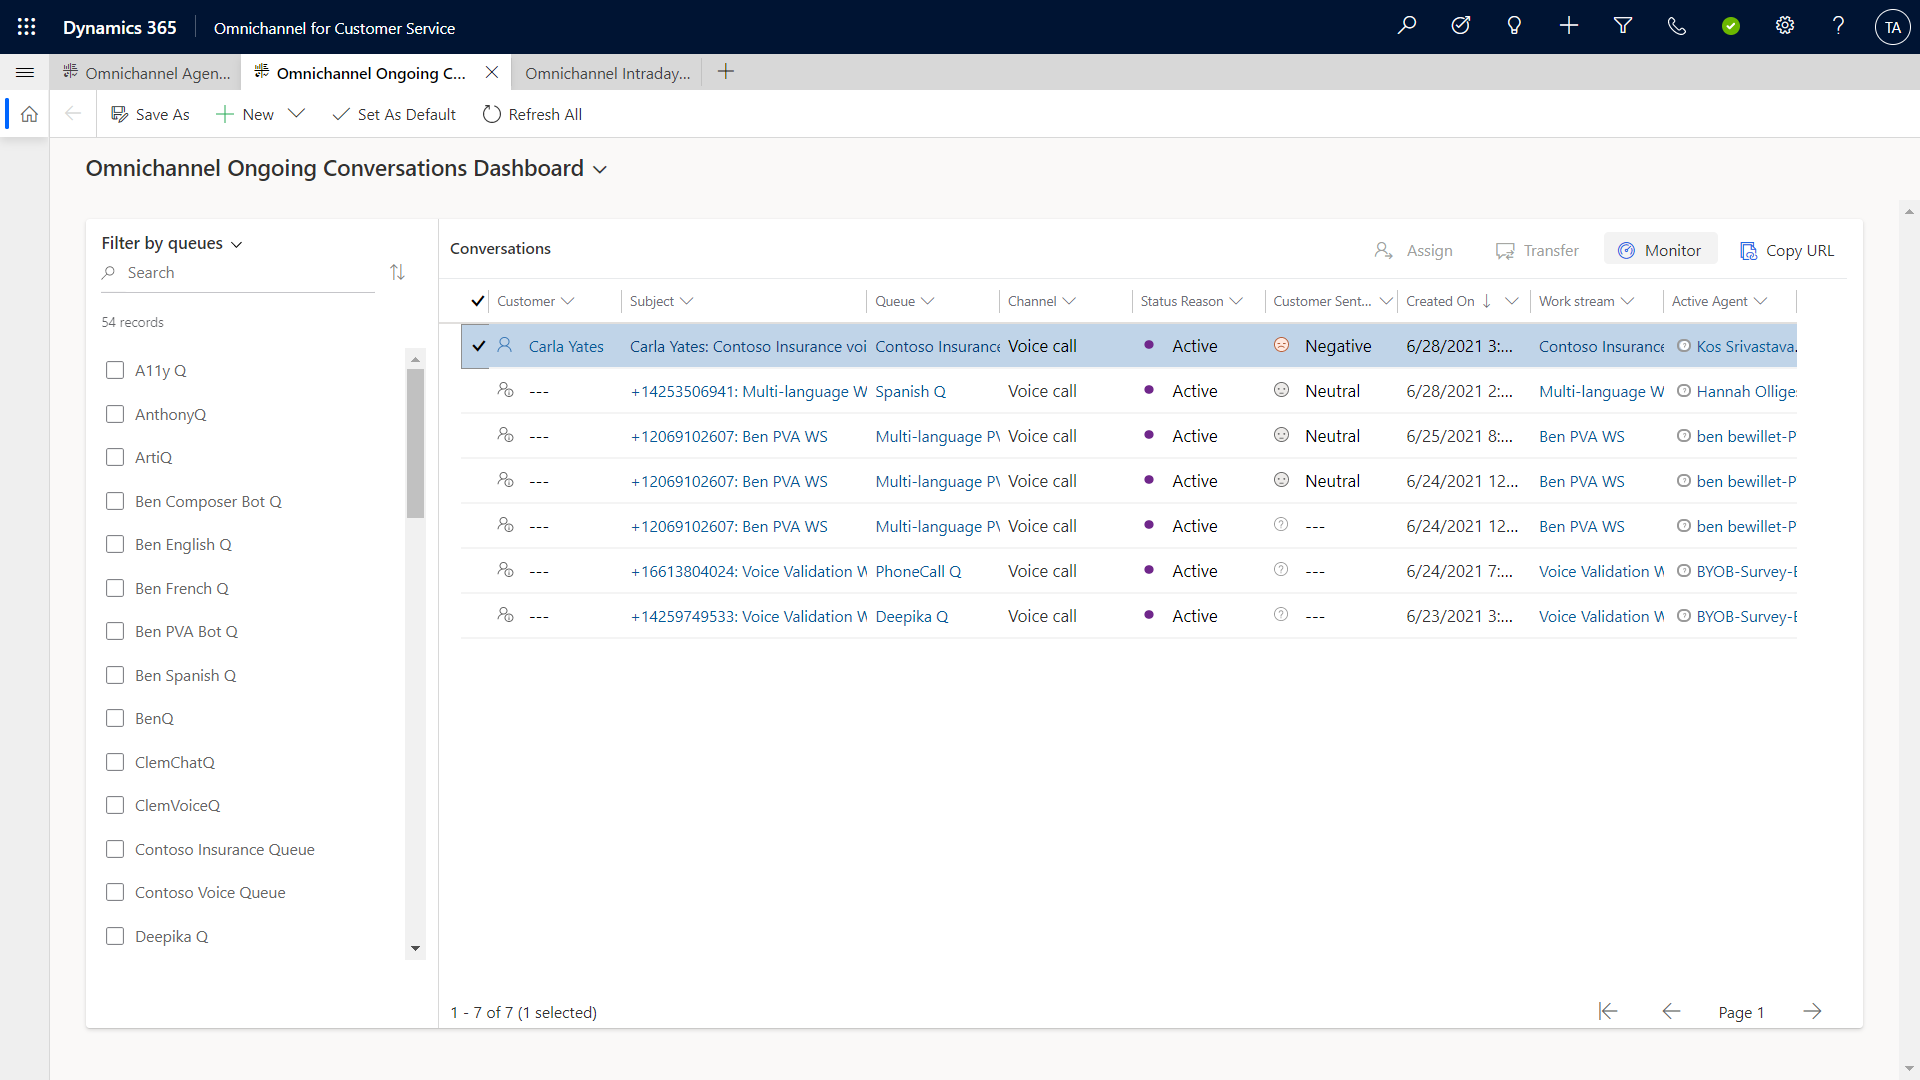 Dynamics 365 Omnichannel for Customer Service TA
Omnichannel Agen... Omnichannel Ongoing C... Omnichannel Intraday...
Save As New Set As Default Refresh All
Omnichannel Ongoing Conversations Dashboard
Filter by queues
Search
54 records
A11y Q
AnthonyQ
ArtiQ
Ben Composer Bot Q
Ben English Q
Ben French Q
Ben PVA Bot Q
Ben Spanish Q
BenQ
ClemChatQ
ClemVoiceQ
Contoso Insurance Queue
Contoso Voice Queue
Deepika Q
Conversations Assign Transfer Monitor Copy URL
Customer Subject Queue Channel Status Reason Customer Sent... Created On Work stream Active Agent
Carla Yates Carla Yates: Contoso Insurance voi Contoso Insurance Voice call Active Negative 6/28/2021 3:... Contoso Insurance Kos Srivastava.
--- +14253506941: Multi-language W Spanish Q Voice call Active Neutral 6/28/2021 2:... Multi-language W Hannah Ollige
--- +12069102607: Ben PVA WS Multi-language PV Voice call Active Neutral 6/25/2021 8:... Ben PVA WS ben bewillet-P
--- +12069102607: Ben PVA WS Multi-language PV Voice call Active Neutral 6/24/2021 12... Ben PVA WS ben bewillet-P
--- +12069102607: Ben PVA WS Multi-language PV Voice call Active --- 6/24/2021 12... Ben PVA WS ben bewillet-P
--- +16613804024: Voice Validation W PhoneCall Q Voice call Active --- 6/24/2021 7:... Voice Validation W BYOB-Survey-E
--- +14259749533: Voice Validation W Deepika Q Voice call Active --- 6/23/2021 3:... Voice Validation W BYOB-Survey-E
1 - 7 of 7 (1 selected) Page 1